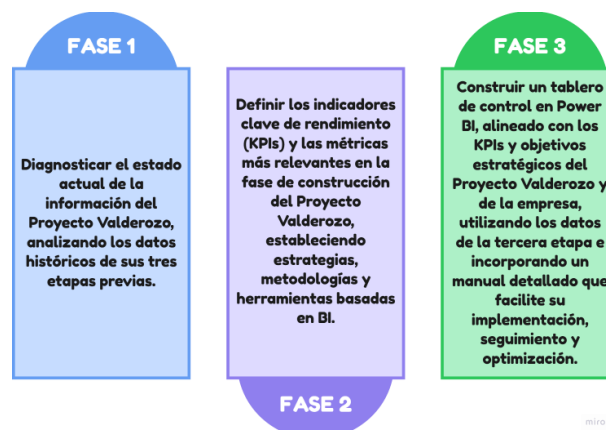 FASE 1
Diagnosticar el estado
actual de la
información del
Proyecto Valderozo,
analizando los datos
históricos de sus tres
etapas previas.
Definir los indicadores
clave de rendimiento
(KPIs) y las métricas
más relevantes en la
fase de construcción
del Proyecto
Valderozo,
estableciendo
estrategias,
metodologías y
herramientas basadas
en BI.
FASE 2
FASE 3
Construir un tablero
de control en Power
BI, alineado con los
KPIs y objetivos
estratégicos del
Proyecto Valderozo y
de la empresa,
utilizando los datos
de la tercera etapa e
incorporando un
manual detallado que
facilite su
implementación,
seguimiento y
optimización.
miro